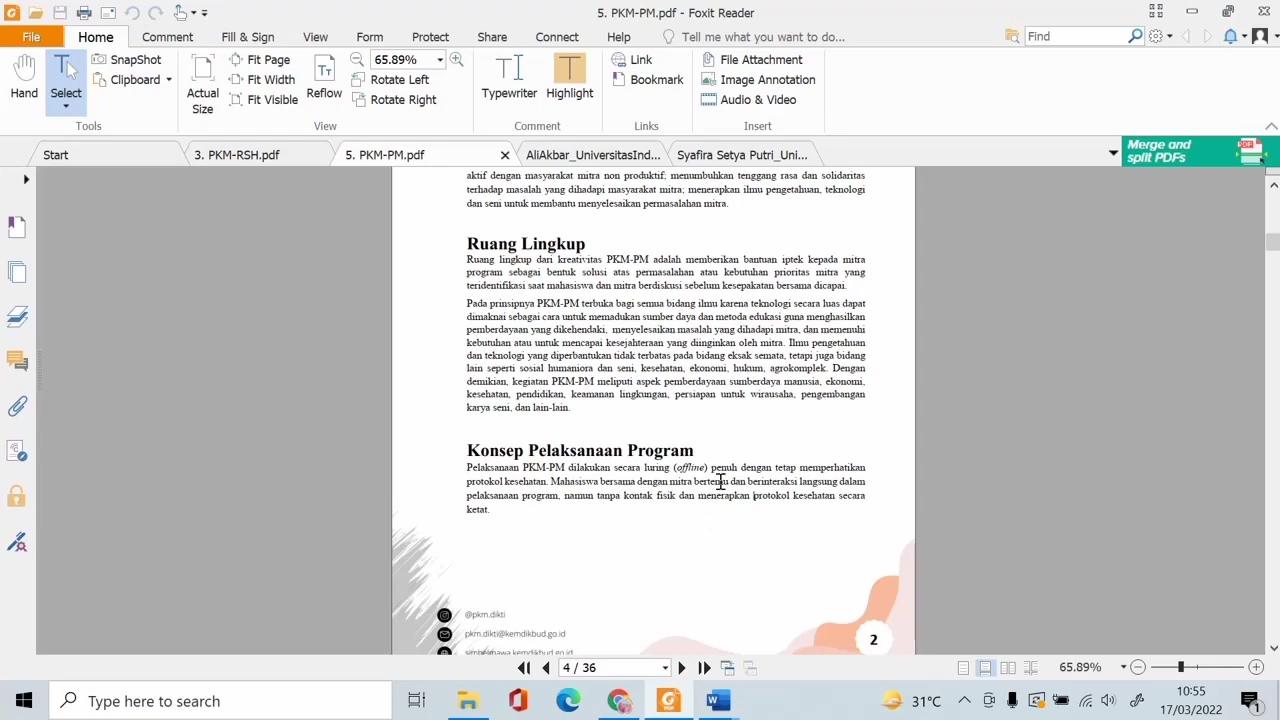 5. PKM-PM.pdf - Foxit Reader
File Home Comment Fill & Sign View Form Protect Share Connect Help Tell me what you want to do... Find
Hand
Select
SnapShot
Clipboard
Tools
Actual Size
Fit Page
Fit Width
Fit Visible
Reflow
65.89%
Rotate Left
Rotate Right
View
Typewriter
Highlight
Comment
Link
Bookmark
Links
File Attachment
Image Annotation
Audio & Video
Insert
Start 3. PKM-RSH.pdf 5. PKM-PM.pdf AliAkbar_UniversitasInd... Syafira Setya Putri_Uni...
Merge and
split PDFs
aktif dengan masyarakat mitra non produktif; menumbuhkan tenggang rasa dan solidaritas
terhadap masalah yang dihadapi masyarakat mitra; menerapkan ilmu pengetahuan, teknologi
dan seni untuk membantu menyelesaikan permasalahan mitra.
Ruang Lingkup
Ruang lingkup dari kreativitas PKM-PM adalah memberikan bantuan iptek kepada mitra
program sebagai bentuk solusi atas permasalahan atau kebutuhan prioritas mitra yang
teridentifikasi saat mahasiswa dan mitra berdiskusi sebelum kesepakatan bersama dicapai.
Pada prinsipnya PKM-PM terbuka bagi semua bidang ilmu karena teknologi secara luas dapat
dimaknai sebagai cara untuk memadukan sumber daya dan metoda edukasi guna menghasilkan
pemberdayaan yang dikehendaki, menyelesaikan masalah yang dihadapi mitra, dan memenuhi
kebutuhan atau untuk mencapai kesejahteraan yang diinginkan oleh mitra. Ilmu pengetahuan
dan teknologi yang diperbantukan tidak terbatas pada bidang eksak semata, tetapi juga bidang
lain seperti sosial humaniora dan seni, kesehatan, ekonomi, hukum, agrokomplek. Dengan
demikian, kegiatan PKM-PM meliputi aspek pemberdayaan sumberdaya manusia, ekonomi,
kesehatan, pendidikan, keamanan lingkungan, persiapan untuk wirausaha, pengembangan
karya seni, dan lain-lain.
Konsep Pelaksanaan Program
Pelaksanaan PKM-PM dilakukan secara luring (offline) penuh dengan tetap memperhatikan
protokol kesehatan. Mahasiswa bersama dengan mitra bertemu dan berinteraksi langsung dalam
pelaksanaan program, namun tanpa kontak fisik dan menerapkan protokol kesehatan secara
ketat.
@pkm.dikti
pkm.dikti@kemdikbud.go.id
simbelmawa.kemdikbud.go.id
2
4 / 36
65.89%
Type here to search
31°C
10:55
17/03/2022
1